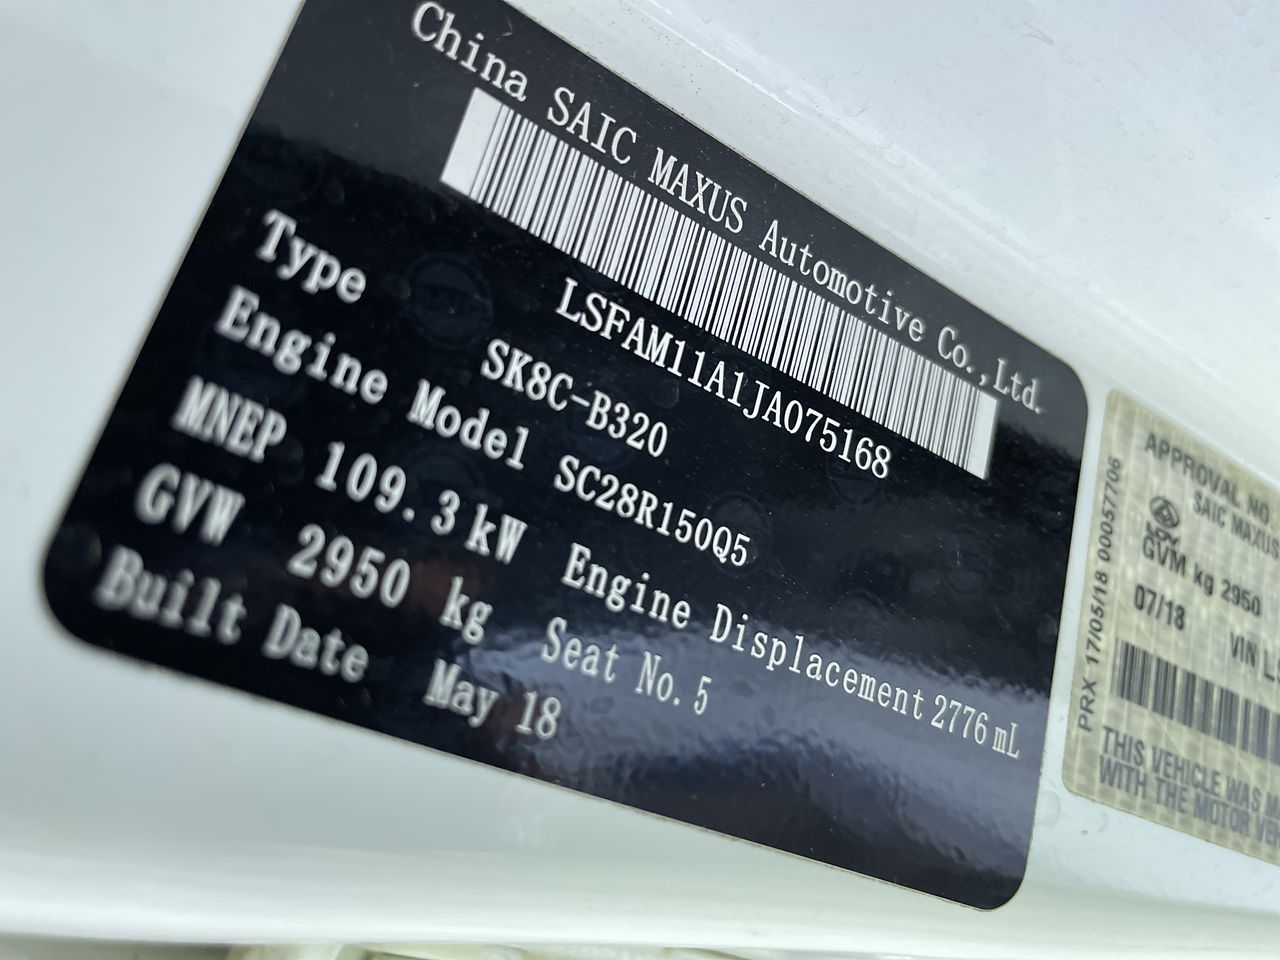 China SAIC MAXUS Automotive Co.,Ltd.
LSFAM11A1JA075168
Type SK8C-B320
Engine Model SC28R150Q5
MNEP 109.3kW Engine Displacement 2776mL
GVW 2950 kg Seat No.5
Built Date May 18
PRX 17/05/18 00057706
APPROVAL NO.
SAIC MAXUS
LDV
GVM kg 2950
07/18 VIN
THIS VEHICLE WAS
WITH THE MOTOR